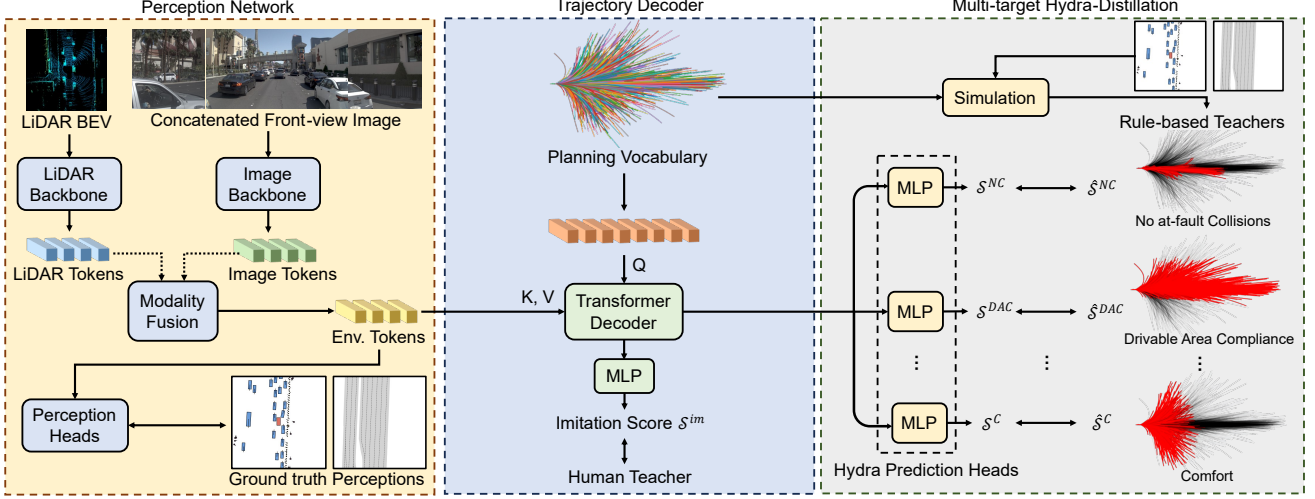 Perception Network
LiDAR BEV
Concatenated Front-view Image
LiDAR
Backbone
Image
Backbone
LiDAR Tokens
Image Tokens
Modality
Fusion
Env. Tokens
Perception
Heads
Ground truth Perceptions
Trajectory Decoder
Planning Vocabulary
Q
K, V
Transformer
Decoder
MLP
Imitation Score 𝒮^{im}
Human Teacher
Multi-target Hydra-Distillation
Simulation
Rule-based Teachers
MLP
𝒮^{NC}
𝒮̂^{NC}
No at-fault Collisions
MLP
𝒮^{DAC}
𝒮̂^{DAC}
Drivable Area Compliance
⋮ ⋮ ⋮
MLP
𝒮^{C}
𝒮̂^{C}
Hydra Prediction Heads
Comfort